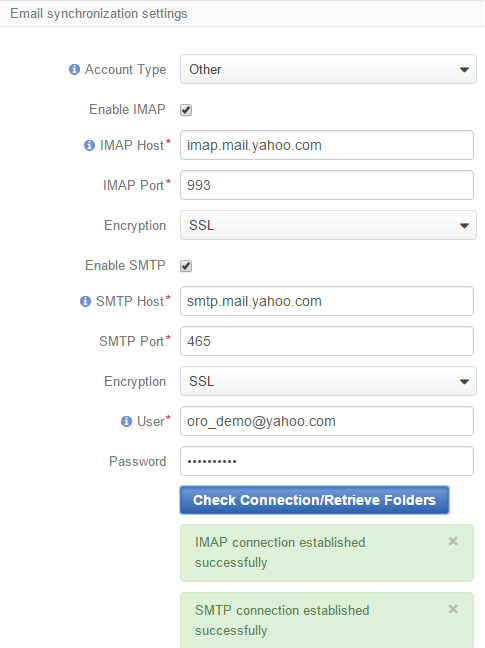 Email synchronization settings
Account Type Other
Enable IMAP
IMAP Host* imap.mail.yahoo.com
IMAP Port* 993
Encryption SSL
Enable SMTP
SMTP Host* smtp.mail.yahoo.com
SMTP Port* 465
Encryption SSL
User* oro_demo@yahoo.com
Password ••••••••••
Check Connection/Retrieve Folders
IMAP connection established ×
successfully
SMTP connection established ×
successfully